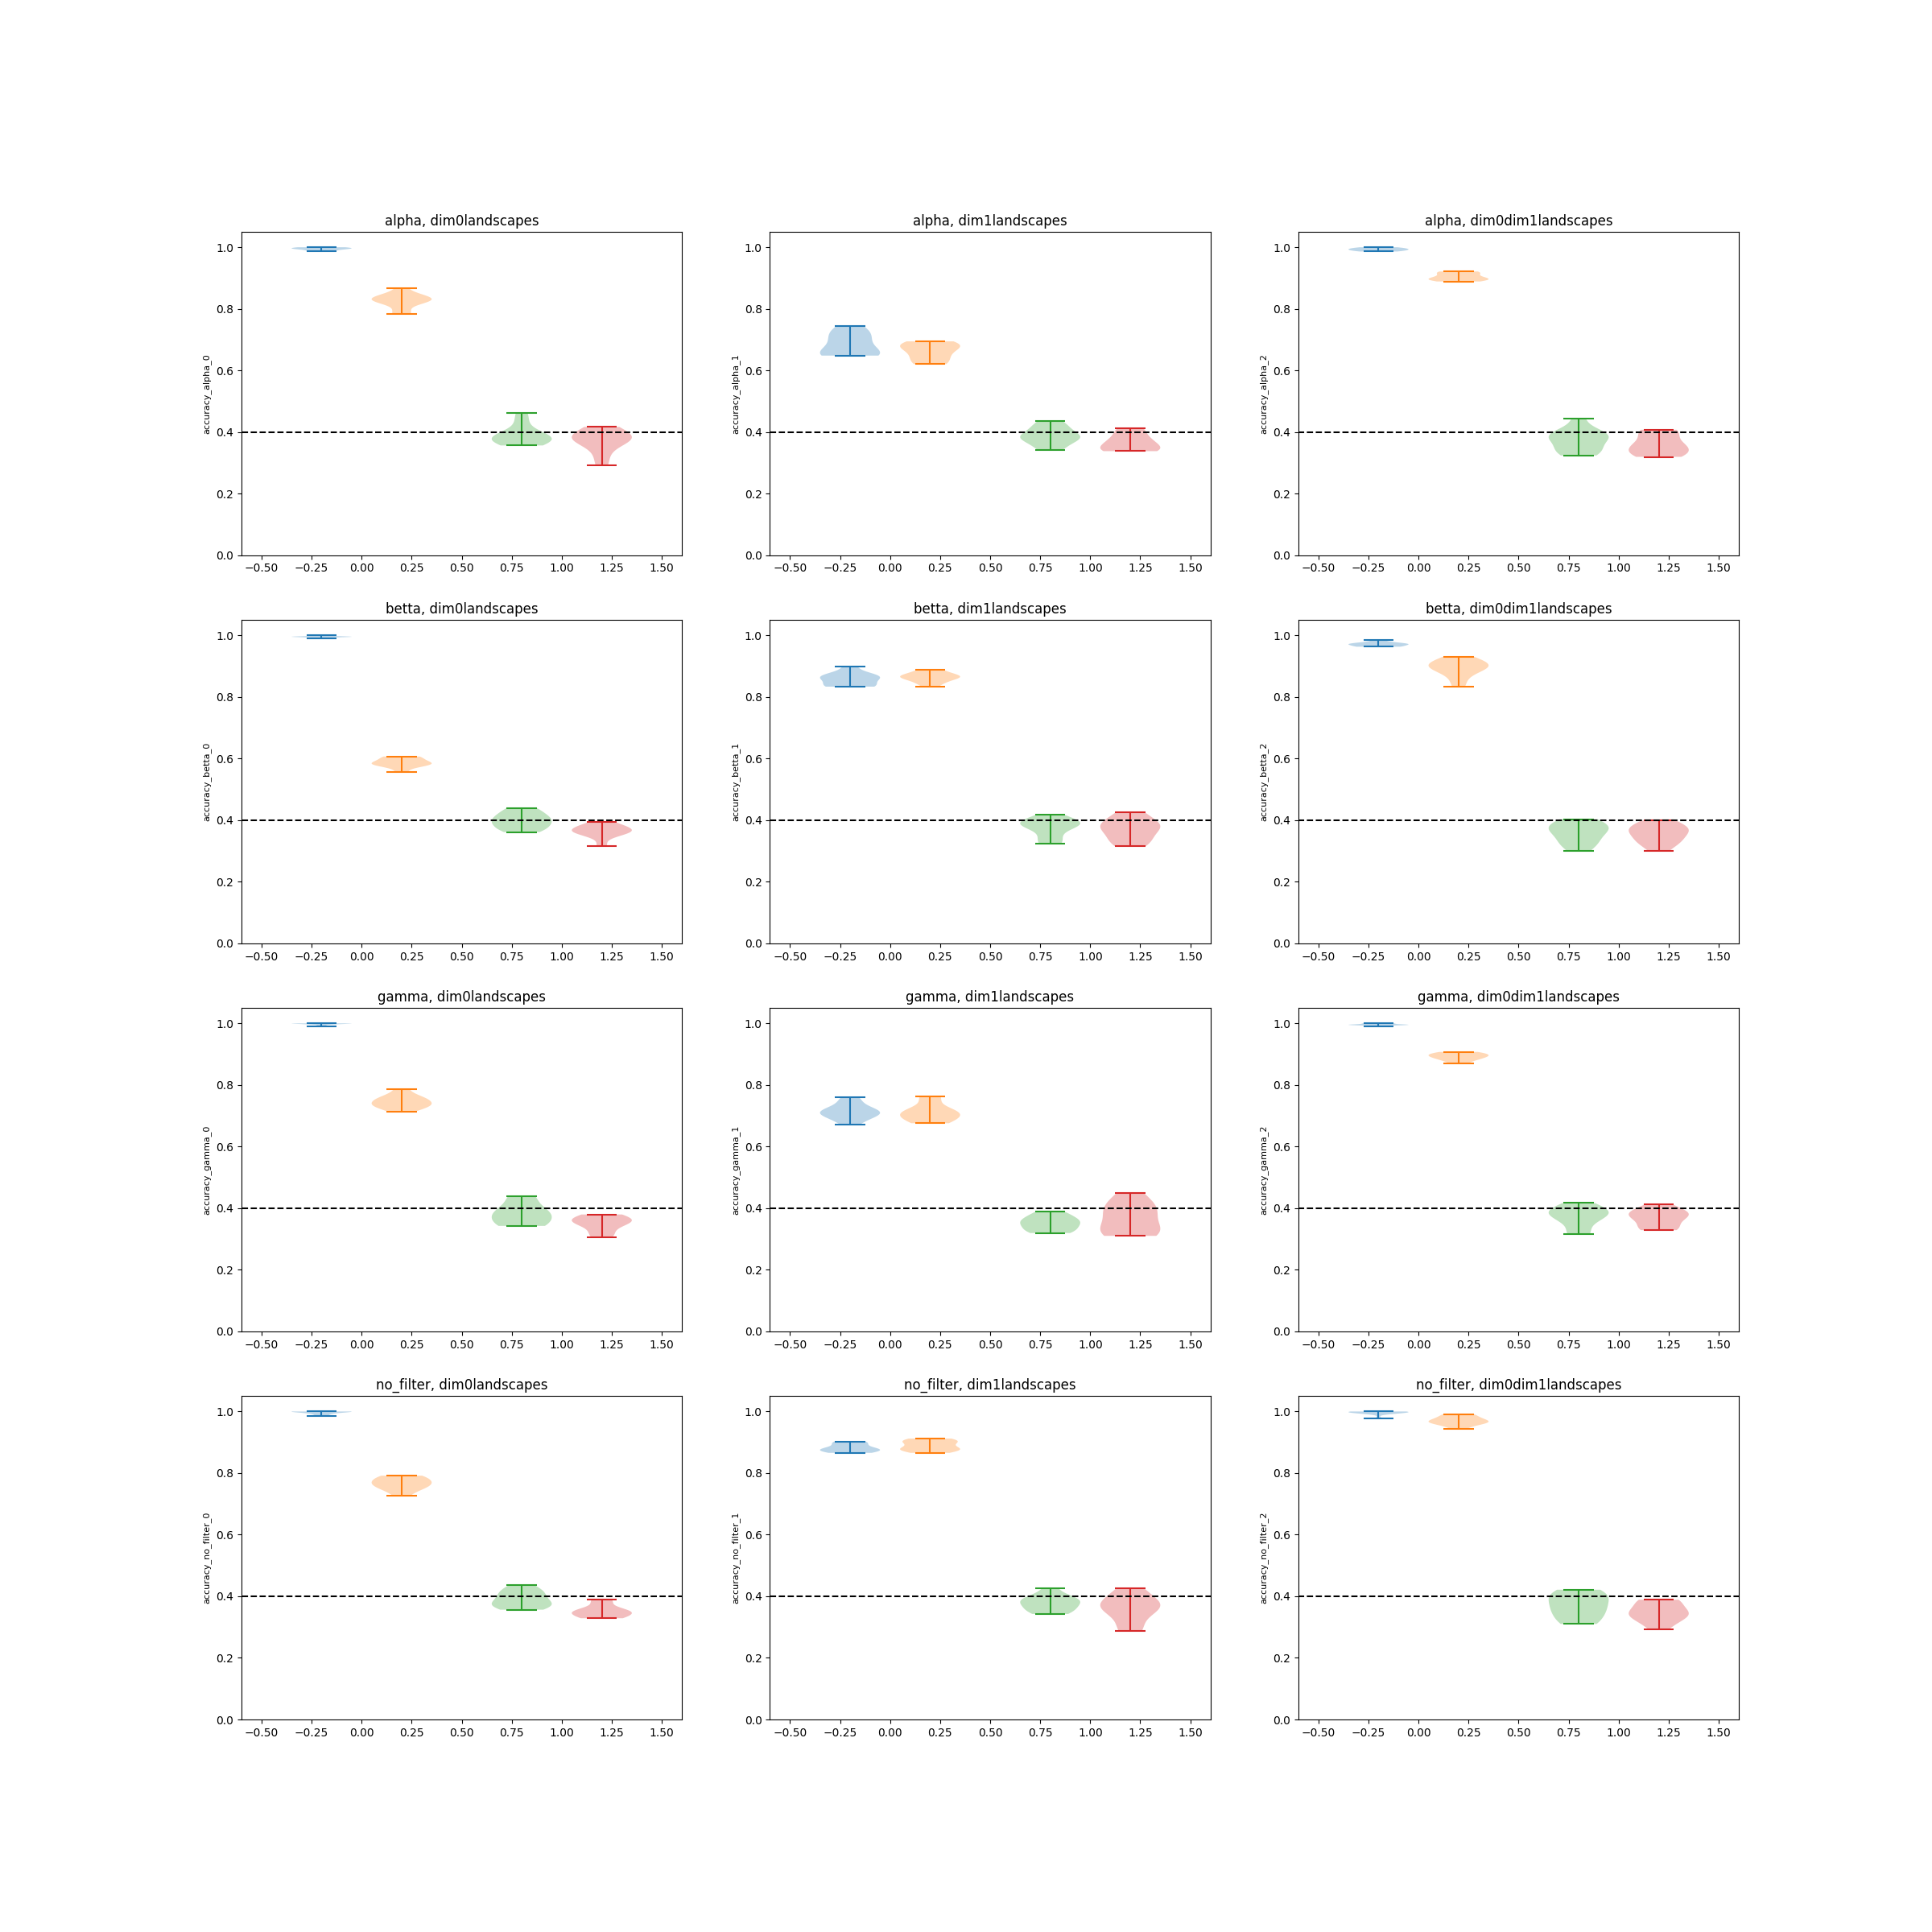 alpha, dim0landscapes
accuracy_alpha_0
1.0
0.8
0.6
0.4
0.2
0.0
−0.50 −0.25 0.00 0.25 0.50 0.75 1.00 1.25 1.50
alpha, dim1landscapes
accuracy_alpha_1
1.0
0.8
0.6
0.4
0.2
0.0
−0.50 −0.25 0.00 0.25 0.50 0.75 1.00 1.25 1.50
alpha, dim0dim1landscapes
accuracy_alpha_2
1.0
0.8
0.6
0.4
0.2
0.0
−0.50 −0.25 0.00 0.25 0.50 0.75 1.00 1.25 1.50
betta, dim0landscapes
accuracy_betta_0
1.0
0.8
0.6
0.4
0.2
0.0
−0.50 −0.25 0.00 0.25 0.50 0.75 1.00 1.25 1.50
betta, dim1landscapes
accuracy_betta_1
1.0
0.8
0.6
0.4
0.2
0.0
−0.50 −0.25 0.00 0.25 0.50 0.75 1.00 1.25 1.50
betta, dim0dim1landscapes
accuracy_betta_2
1.0
0.8
0.6
0.4
0.2
0.0
−0.50 −0.25 0.00 0.25 0.50 0.75 1.00 1.25 1.50
gamma, dim0landscapes
accuracy_gamma_0
1.0
0.8
0.6
0.4
0.2
0.0
−0.50 −0.25 0.00 0.25 0.50 0.75 1.00 1.25 1.50
gamma, dim1landscapes
accuracy_gamma_1
1.0
0.8
0.6
0.4
0.2
0.0
−0.50 −0.25 0.00 0.25 0.50 0.75 1.00 1.25 1.50
gamma, dim0dim1landscapes
accuracy_gamma_2
1.0
0.8
0.6
0.4
0.2
0.0
−0.50 −0.25 0.00 0.25 0.50 0.75 1.00 1.25 1.50
no_filter, dim0landscapes
accuracy_no_filter_0
1.0
0.8
0.6
0.4
0.2
0.0
−0.50 −0.25 0.00 0.25 0.50 0.75 1.00 1.25 1.50
no_filter, dim1landscapes
accuracy_no_filter_1
1.0
0.8
0.6
0.4
0.2
0.0
−0.50 −0.25 0.00 0.25 0.50 0.75 1.00 1.25 1.50
no_filter, dim0dim1landscapes
accuracy_no_filter_2
1.0
0.8
0.6
0.4
0.2
0.0
−0.50 −0.25 0.00 0.25 0.50 0.75 1.00 1.25 1.50